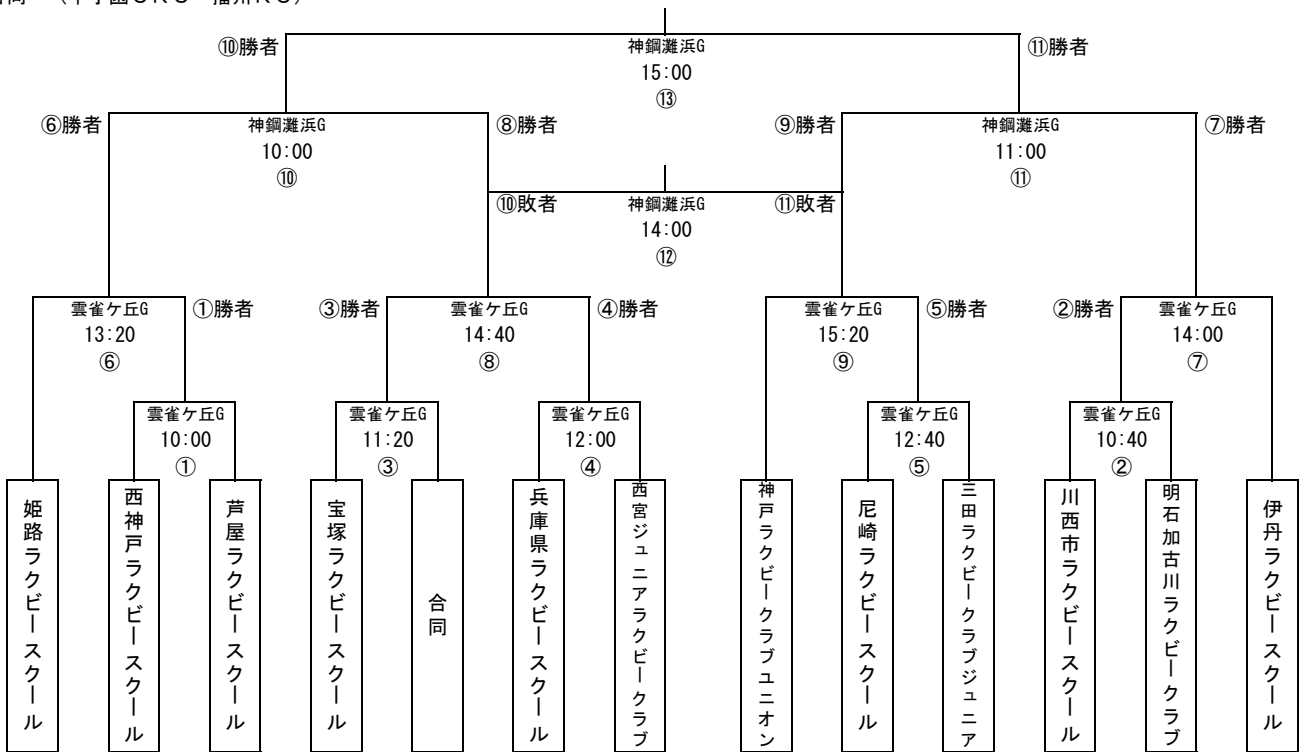 ⑩勝者
神鋼灘浜G
⑪勝者
15:00
⑬
⑥勝者
神鋼灘浜G
⑧勝者
⑨勝者
神鋼灘浜G
⑦勝者
10:00
11:00
⑩
⑪
⑩敗者
神鋼灘浜G
⑪敗者
14:00
⑫
雲雀ケ丘G
①勝者
③勝者
雲雀ケ丘G
④勝者
雲雀ケ丘G
⑤勝者
②勝者
雲雀ケ丘G
13:20
14:40
15:20
14:00
⑥
⑧
⑨
⑦
雲雀ケ丘G
雲雀ケ丘G
雲雀ケ丘G
雲雀ケ丘G
雲雀ケ丘G
10:00
11:20
12:00
12:40
10:40
①
③
④
⑤
②
姫路ラクビースクール
西神戸ラクビースクール
芦屋ラクビースクール
宝塚ラクビースクール
合同
兵庫県ラクビースクール
西宮ジュニアラクビークラブ
神戸ラクビークラブユニオン
尼崎ラクビースクール
三田ラクビークラブジュニア
川西市ラクビースクール
明石加古川ラクビークラブ
伊丹ラクビースクール